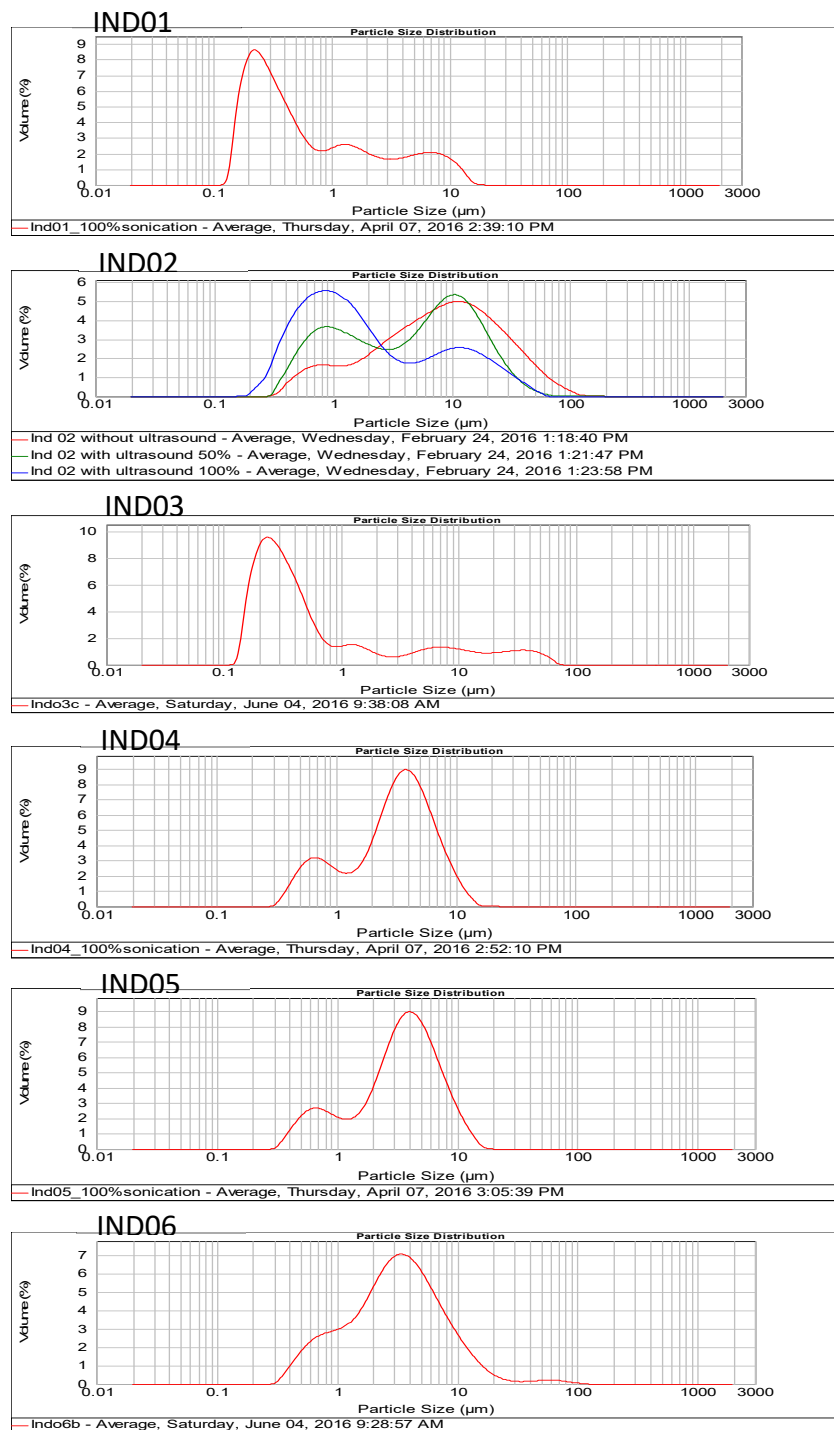 IND01
Particle Size Distribution
9
8
7
6
5
4
3
2
1
0
Volume (%)
0.01 0.1 1 10 100 1000 3000
Particle Size (µm)
Ind01_100%sonication - Average, Thursday, April 07, 2016 2:39:10 PM
IND02
Particle Size Distribution
6
5
4
3
2
1
0
Volume (%)
0.01 0.1 1 10 100 1000 3000
Particle Size (µm)
Ind 02 without ultrasound - Average, Wednesday, February 24, 2016 1:18:40 PM
Ind 02 with ultrasound 50% - Average, Wednesday, February 24, 2016 1:21:47 PM
Ind 02 with ultrasound 100% - Average, Wednesday, February 24, 2016 1:23:58 PM
IND03
Particle Size Distribution
10
8
6
4
2
0
Volume (%)
0.01 0.1 1 10 100 1000 3000
Particle Size (µm)
Indo3c - Average, Saturday, June 04, 2016 9:38:08 AM
IND04
Particle Size Distribution
9
8
7
6
5
4
3
2
1
0
Volume (%)
0.01 0.1 1 10 100 1000 3000
Particle Size (µm)
Ind04_100%sonication - Average, Thursday, April 07, 2016 2:52:10 PM
IND05
Particle Size Distribution
9
8
7
6
5
4
3
2
1
0
Volume (%)
0.01 0.1 1 10 100 1000 3000
Particle Size (µm)
Ind05_100%sonication - Average, Thursday, April 07, 2016 3:05:39 PM
IND06
Particle Size Distribution
7
6
5
4
3
2
1
0
Volume (%)
0.01 0.1 1 10 100 1000 3000
Particle Size (µm)
Indo6b - Average, Saturday, June 04, 2016 9:28:57 AM